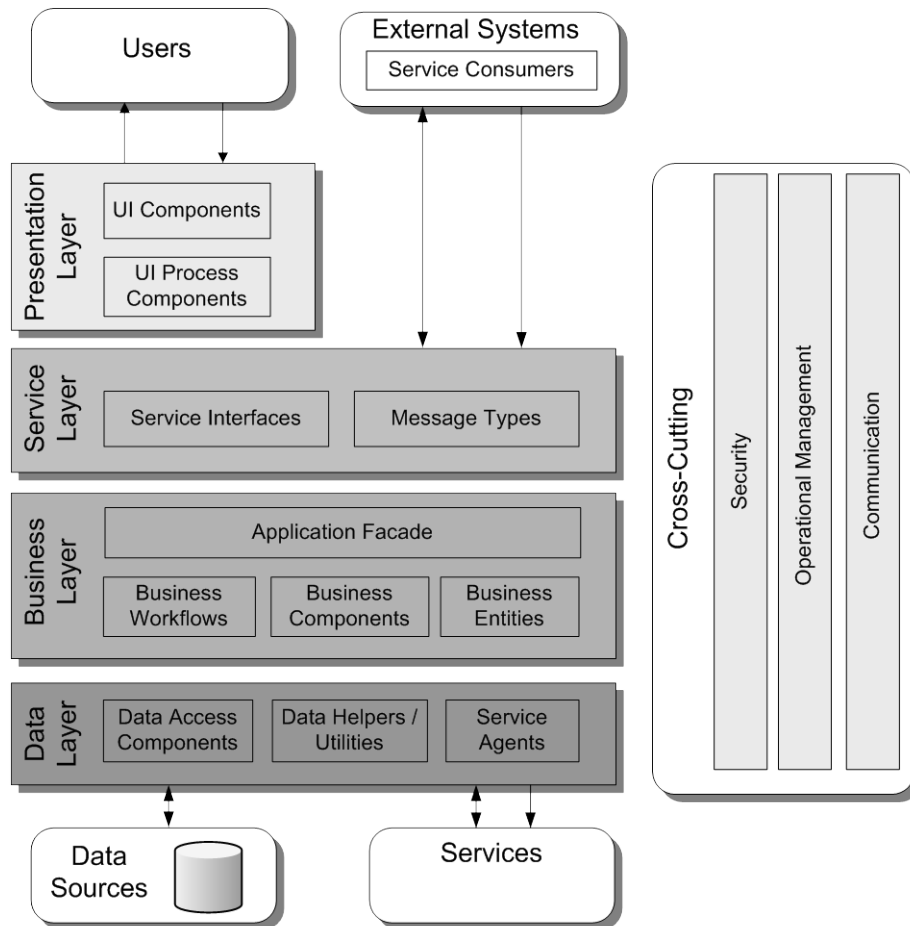 Users
External Systems
Service Consumers
Presentation
Layer
UI Components
UI Process
Components
Service
Layer
Service Interfaces
Message Types
Business
Layer
Application Facade
Business
Workflows
Business
Components
Business
Entities
Data
Layer
Data Access
Components
Data Helpers /
Utilities
Service
Agents
Data
Sources
Services
Cross-Cutting
Security
Operational Management
Communication